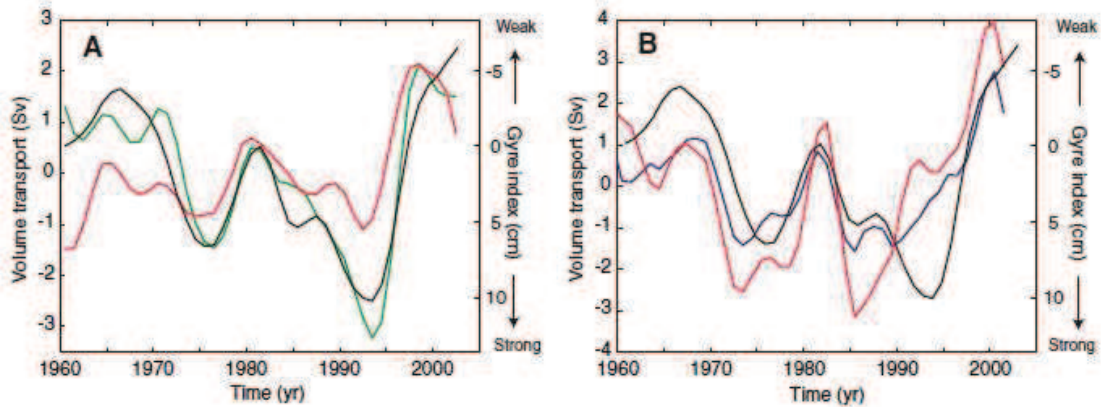 A
Volume transport (Sv)
3
2
1
0
-1
-2
-3
1960
1970
1980
1990
2000
Time (yr)
Weak
-5
0
5
10
Strong
Gyre index (cm)
B
Volume transport (Sv)
4
3
2
1
0
-1
-2
-3
-4
1960
1970
1980
1990
2000
Time (yr)
Weak
-5
0
5
10
Strong
Gyre index (cm)